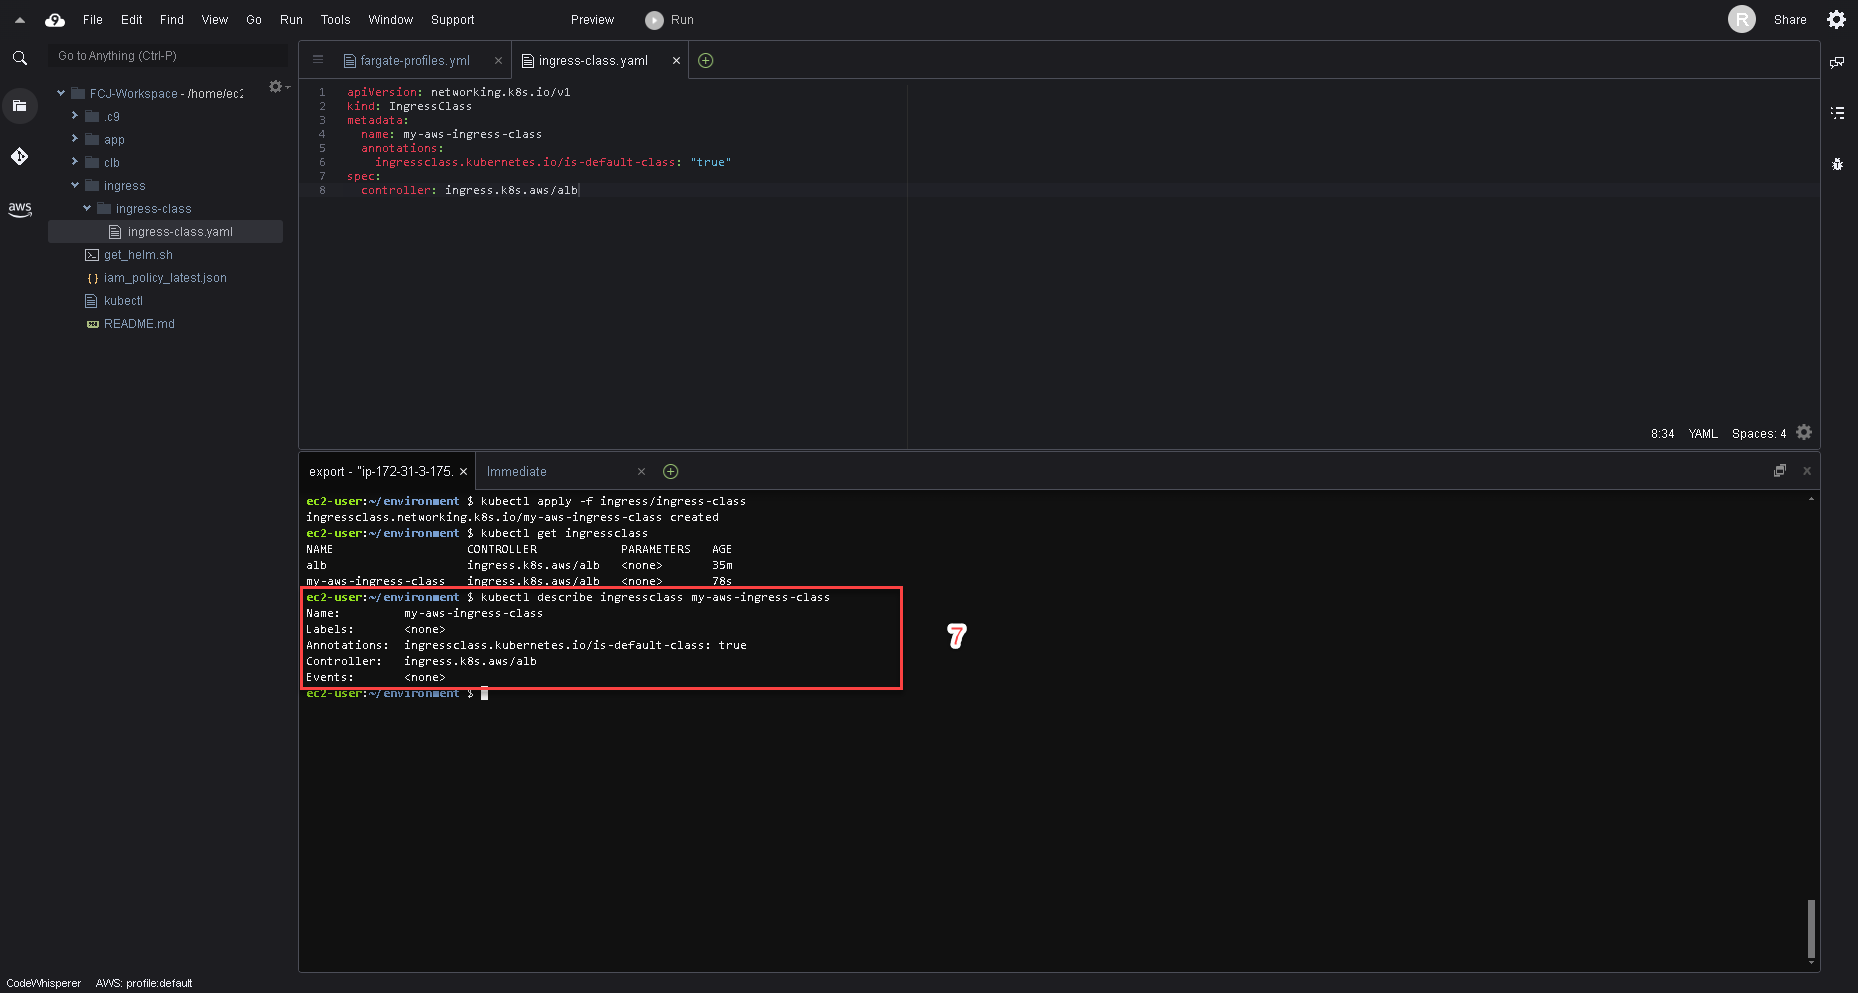 File Edit Find View Go Run Tools Window Support Preview Run R Share
Go to Anything (Ctrl-P)
FCJ-Workspace - /home/ec2
.c9
app
clb
ingress
ingress-class
ingress-class.yaml
get_helm.sh
iam_policy_latest.json
kubectl
README.md
aws
fargate-profiles.yml
ingress-class.yaml
1 apiVersion: networking.k8s.io/v1
2 kind: IngressClass
3 metadata:
4 name: my-aws-ingress-class
5 annotations:
6 ingressclass.kubernetes.io/is-default-class: "true"
7 spec:
8 controller: ingress.k8s.aws/alb
8:34 YAML Spaces: 4
export - "ip-172-31-3-175. Immediate
ec2-user:~/environment $ kubectl apply -f ingress/ingress-class
ingressclass.networking.k8s.io/my-aws-ingress-class created
ec2-user:~/environment $ kubectl get ingressclass
NAME CONTROLLER PARAMETERS AGE
alb ingress.k8s.aws/alb <none> 35m
my-aws-ingress-class ingress.k8s.aws/alb <none> 78s
ec2-user:~/environment $ kubectl describe ingressclass my-aws-ingress-class
Name: my-aws-ingress-class
Labels: <none>
Annotations: ingressclass.kubernetes.io/is-default-class: true
Controller: ingress.k8s.aws/alb
Events: <none>
ec2-user:~/environment $
7
CodeWhisperer AWS: profile:default